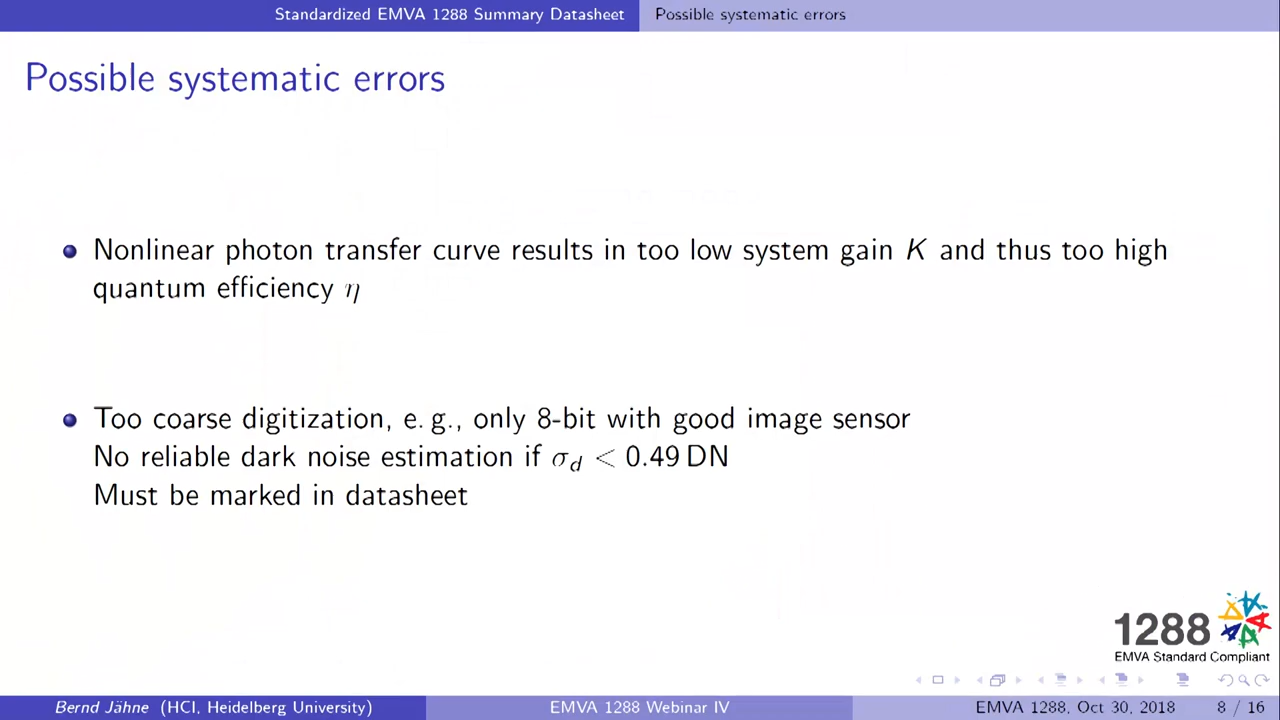 Standardized EMVA 1288 Summary Datasheet Possible systematic errors
Possible systematic errors
Nonlinear photon transfer curve results in too low system gain K and thus too high
quantum efficiency η
Too coarse digitization, e. g., only 8-bit with good image sensor
No reliable dark noise estimation if σd < 0.49 DN
Must be marked in datasheet
1288
EMVA Standard Compliant
Bernd Jähne (HCI, Heidelberg University) EMVA 1288 Webinar IV EMVA 1288, Oct 30, 2018 8 / 16